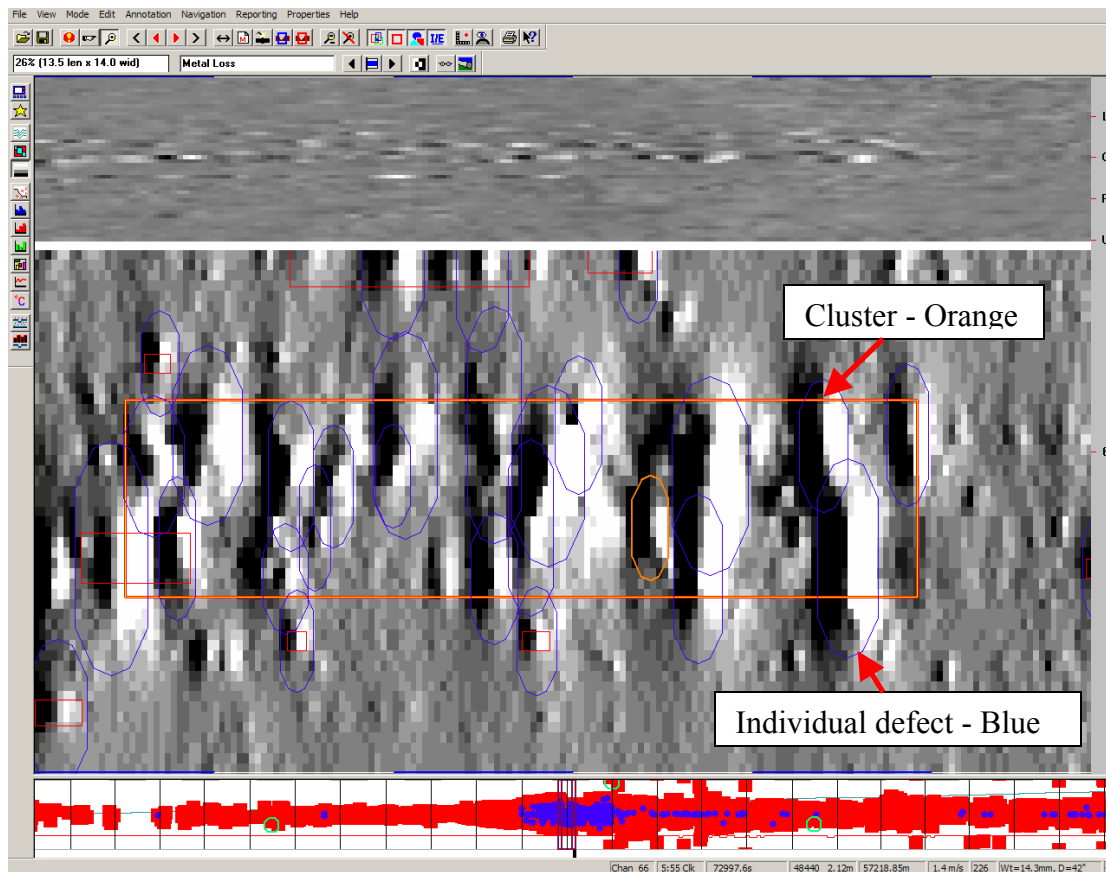 File View Mode Edit Annotation Navigation Reporting Properties Help
I/E
26% (13.5 len x 14.0 wid) Metal Loss
°C
L
Cluster - Orange
6
Individual defect - Blue
Chan 66 5:55 Clk 72997.6s 48440 2.12m 57218.85m 1.4 m/s 226 Wt=14.3mm, D=42"